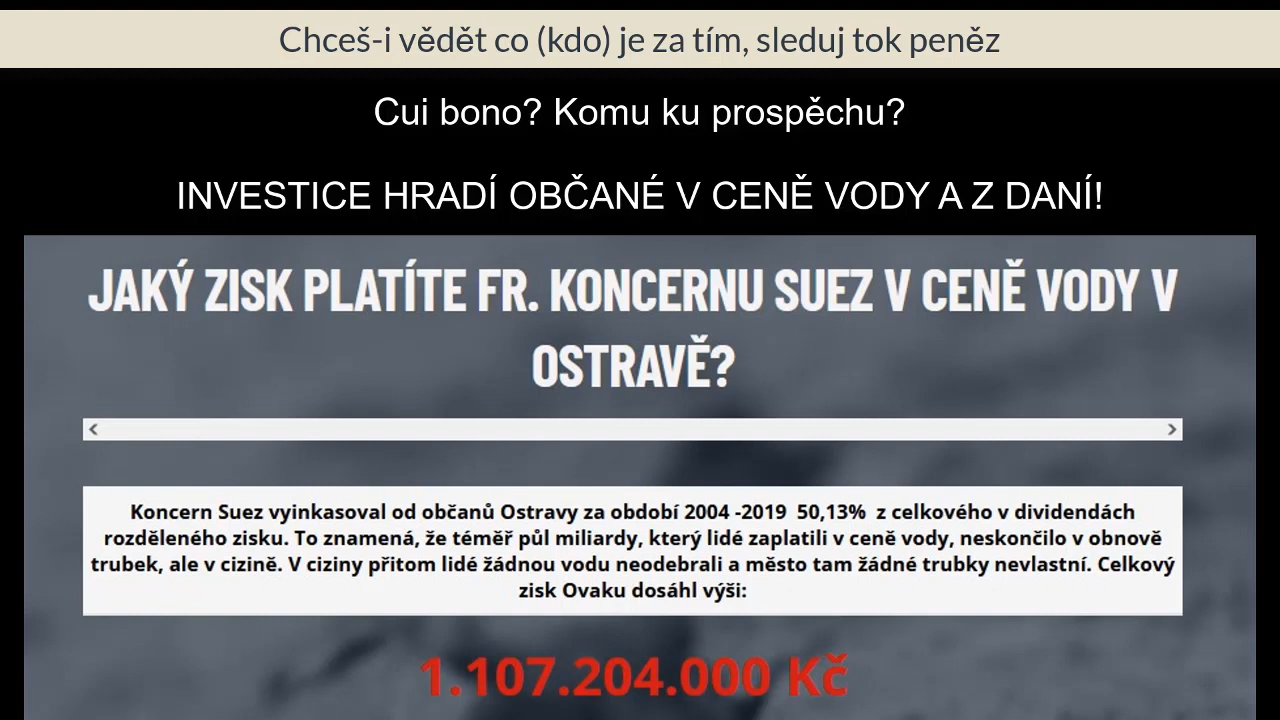 Chceš-i vědět co (kdo) je za tím, sleduj tok peněz
Cui bono? Komu ku prospěchu?
INVESTICE HRADÍ OBČANÉ V CENĚ VODY A Z DANÍ!
JAKÝ ZISK PLATÍTE FR. KONCERNU SUEZ V CENĚ VODY V
OSTRAVĚ?
Koncern Suez vyinkasoval od občanů Ostravy za období 2004 -2019 50,13% z celkového v dividendách
rozděleného zisku. To znamená, že téměř půl miliardy, který lidé zaplatili v ceně vody, neskončilo v obnově
trubek, ale v cizině. V ciziny přitom lidé žádnou vodu neodebrali a město tam žádné trubky nevlastní. Celkový
zisk Ovaku dosáhl výši:
1.107.204.000 Kč